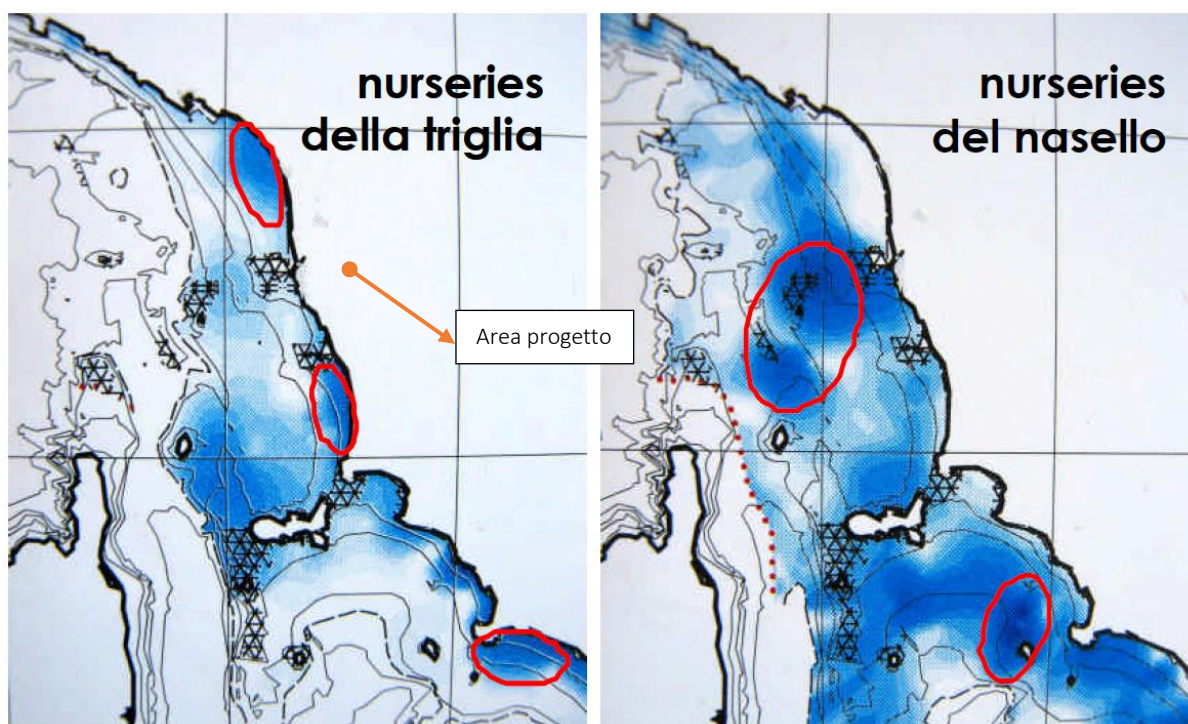 nurseries
della triglia
nurseries
del nasello
Area progetto